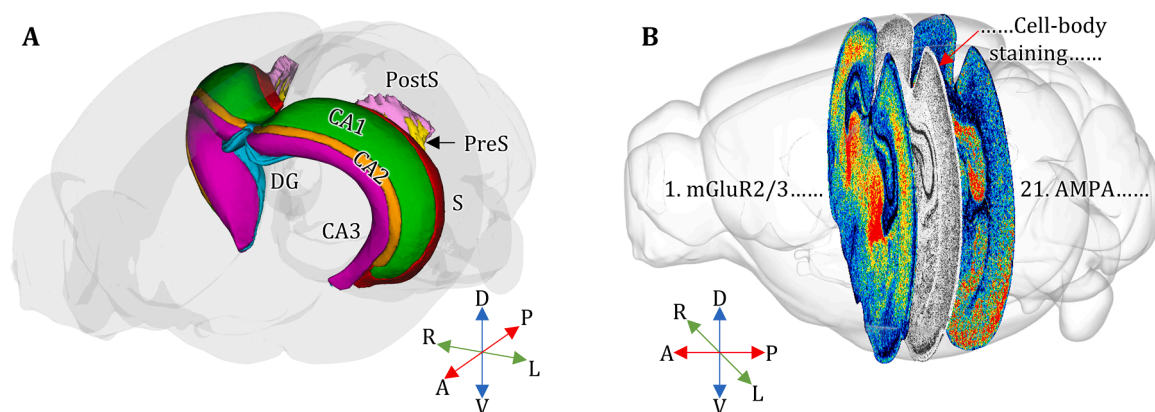 A
PostS
CA1
PreS
CA2
DG
S
CA3
D
P
R
L
A
V
B
……Cell-body
staining……
1. mGluR2/3……
21. AMPA……
D
R
A
P
L
V